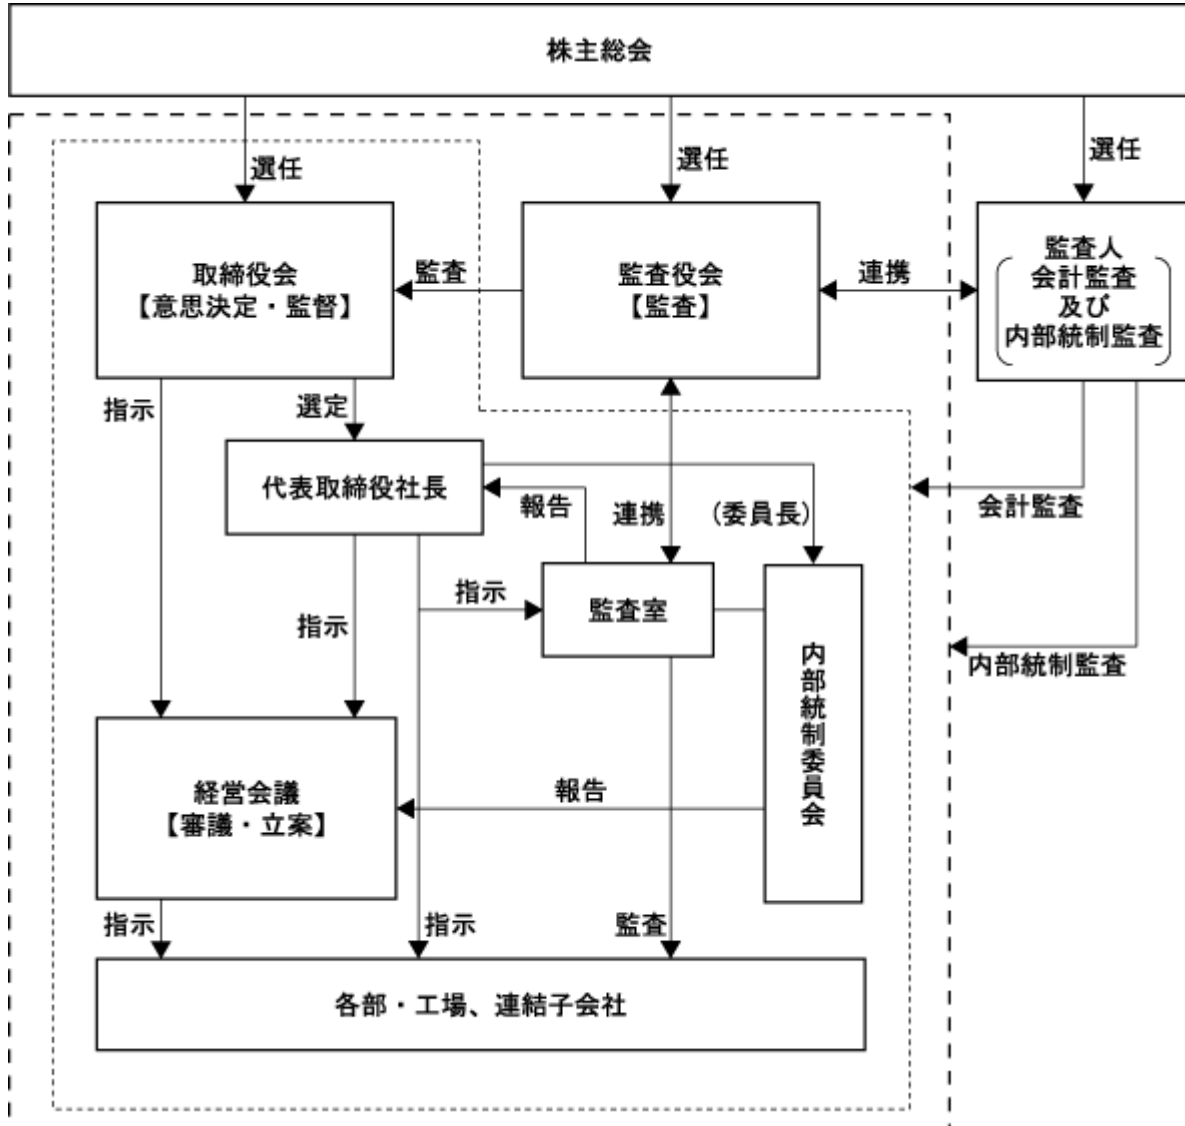 株主総会
選任
選任
選任
取締役会
【意思決定・監督】
監査
監査役会
【監査】
連携
監査人
会計監査
及び
内部統制監査
指示
選定
代表取締役社長
報告
連携
(委員長)
会計監査
指示
監査室
指示
内部統制委員会
内部統制監査
経営会議
【審議・立案】
報告
指示
指示
監査
各部・工場、連結子会社